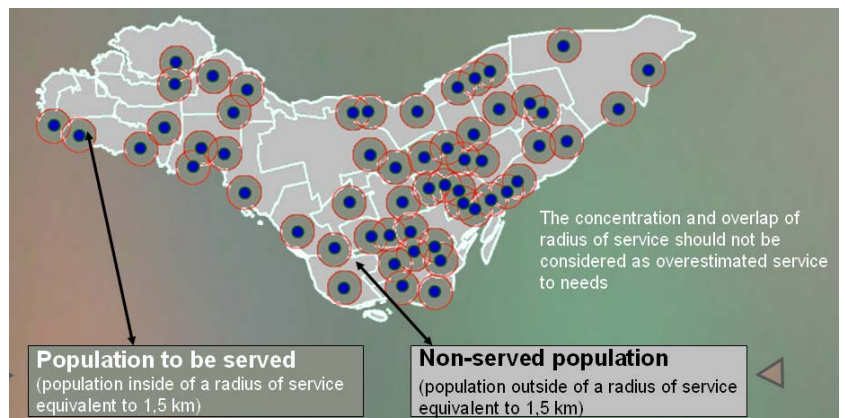 The concentration and overlap of
radius of service should not be
considered as overestimated service
to needs
Population to be served
(population inside of a radius of service
equivalent to 1,5 km)
Non-served population
(population outside of a radius of service
equivalent to 1,5 km)